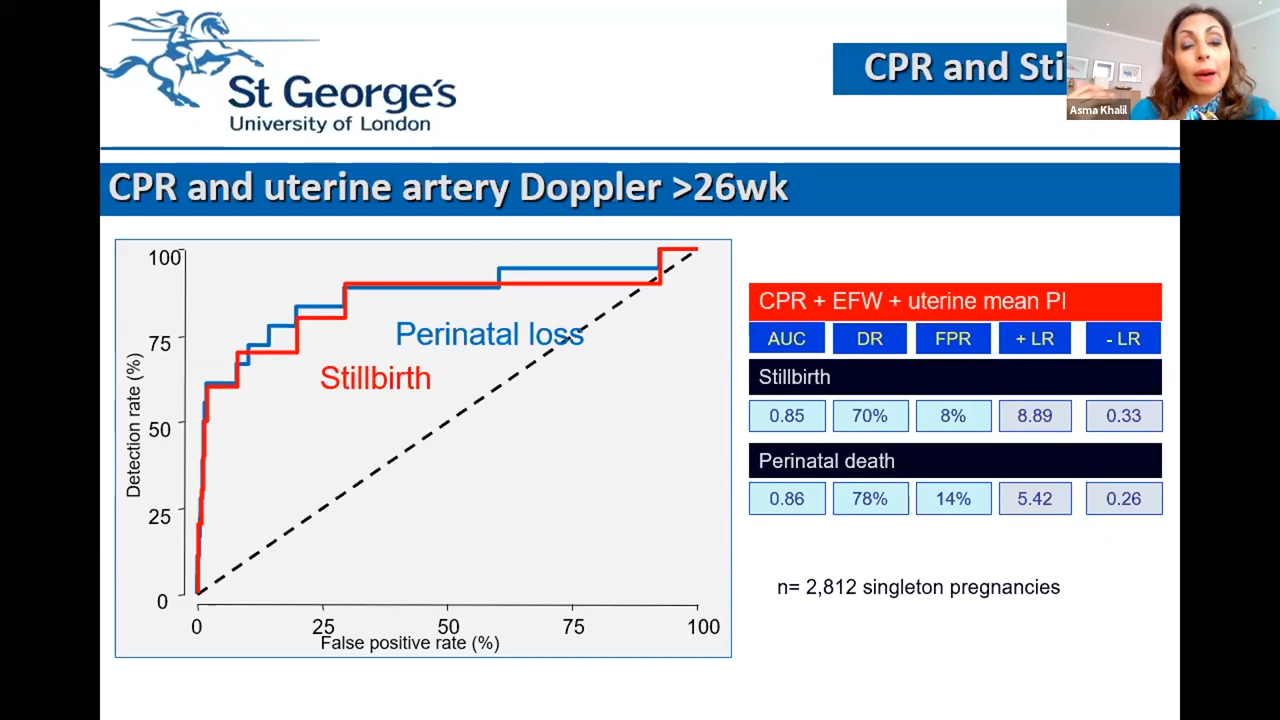 St George's
University of London
CPR and Sti
Asma Khalil
CPR and uterine artery Doppler >26wk
100
75
50
25
0
Detection rate (%)
Perinatal loss
Stillbirth
0 25 50 75 100
False positive rate (%)
CPR + EFW + uterine mean PI
AUC DR FPR + LR - LR
Stillbirth
0.85 70% 8% 8.89 0.33
Perinatal death
0.86 78% 14% 5.42 0.26
n= 2,812 singleton pregnancies